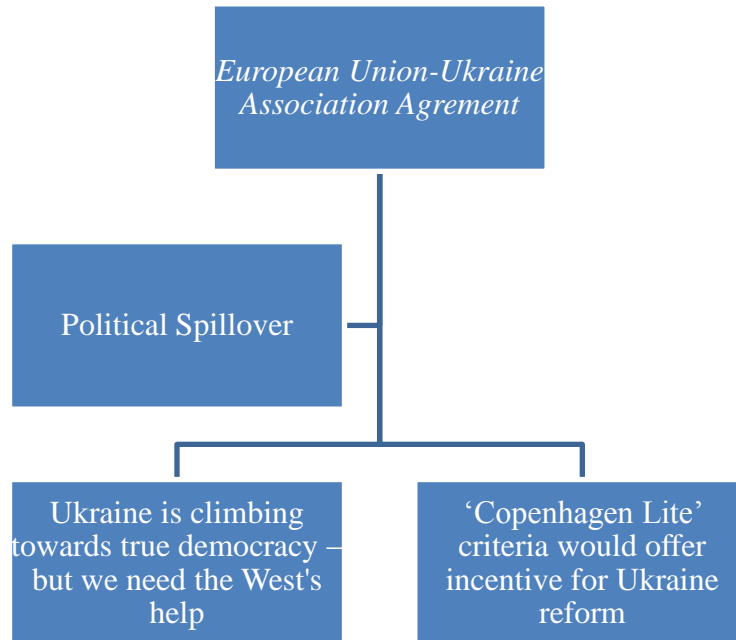 European Union-Ukraine
Association Agrement
Political Spillover
Ukraine is climbing
towards true democracy –
but we need the West's
help
‘Copenhagen Lite’
criteria would offer
incentive for Ukraine
reform